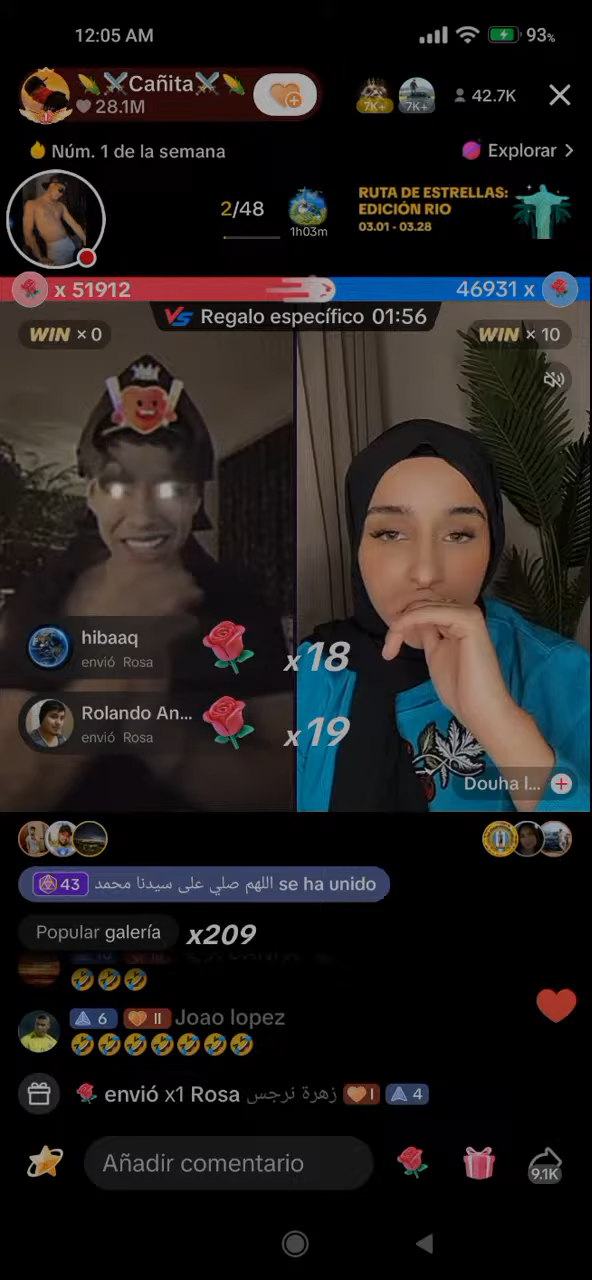 12:05 AM
93%
🌽⚔️Cañita⚔️🌽
28.1M
7K+
7K+
42.7K
Núm. 1 de la semana
Explorar
2/48
1h03m
RUTA DE ESTRELLAS:
EDICIÓN RIO
03.01 - 03.28
x 51912
46931 x
VS Regalo específico 01:56
WIN × 0
WIN × 10
hibaaq
envió Rosa
x18
Rolando An...
envió Rosa
x19
Douha l...
43 اللهم صلي على سيدنا محمد se ha unido
Popular galería x209
🤣🤣🤣
6 II Joao lopez
🤣🤣🤣🤣🤣🤣🤣
envió x1 Rosa زهرة نرجس I 4
Añadir comentario
9.1K